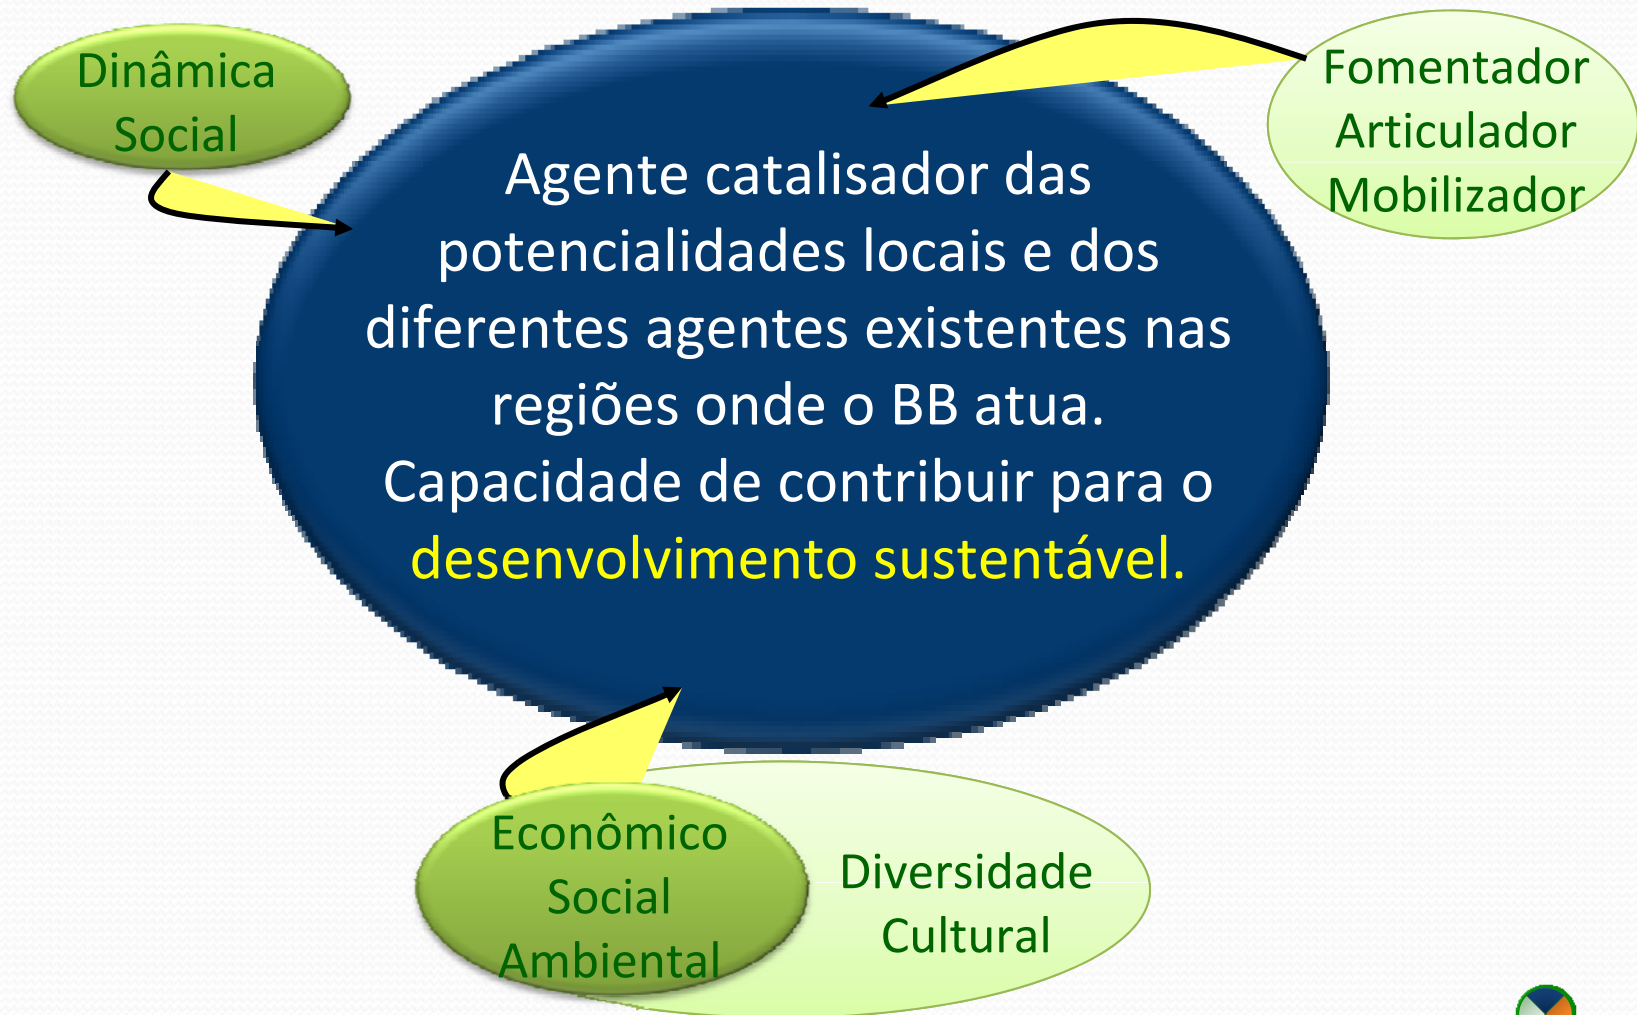 Dinâmica
Social
Fomentador
Articulador
Mobilizador
Agente catalisador das
potencialidades locais e dos
diferentes agentes existentes nas
regiões onde o BB atua.
Capacidade de contribuir para o
desenvolvimento sustentável.
Econômico
Social
Ambiental
Diversidade
Cultural